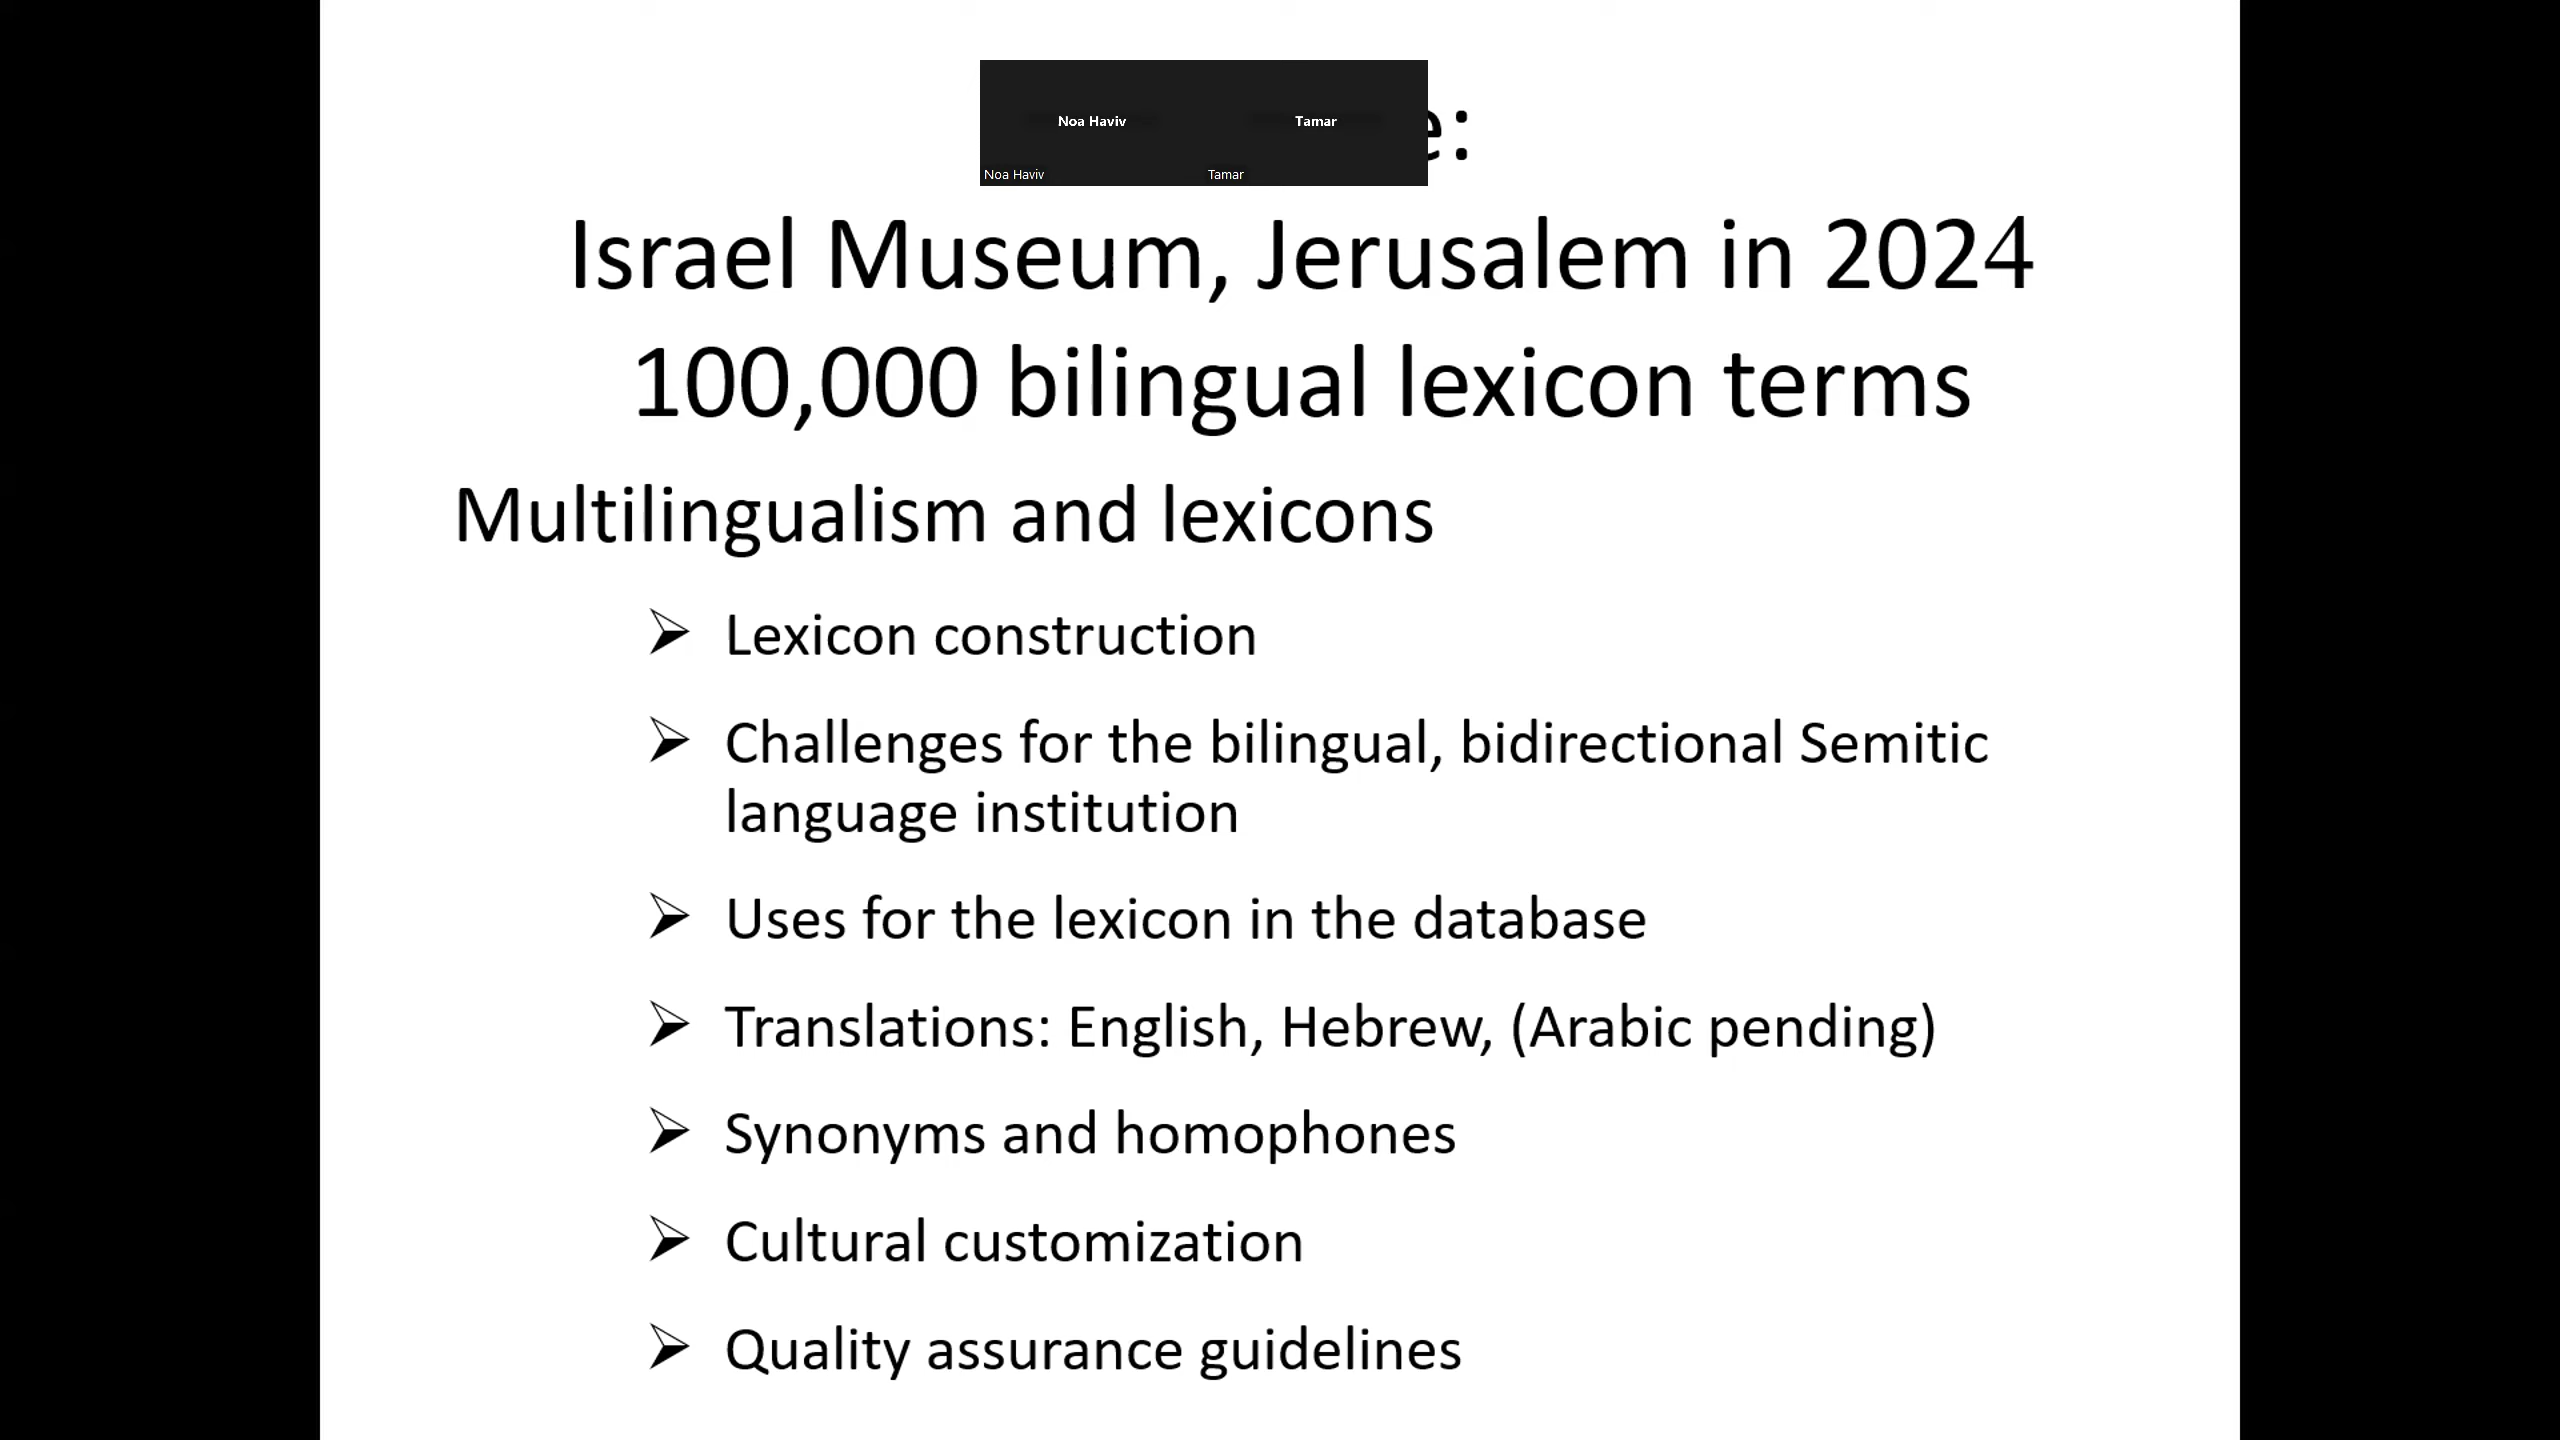 Noa Haviv
Tamar
Noa Haviv
Tamar
Israel Museum, Jerusalem in 2024
100,000 bilingual lexicon terms
Multilingualism and lexicons
➢ Lexicon construction
➢ Challenges for the bilingual, bidirectional Semitic
language institution
➢ Uses for the lexicon in the database
➢ Translations: English, Hebrew, (Arabic pending)
➢ Synonyms and homophones
➢ Cultural customization
➢ Quality assurance guidelines